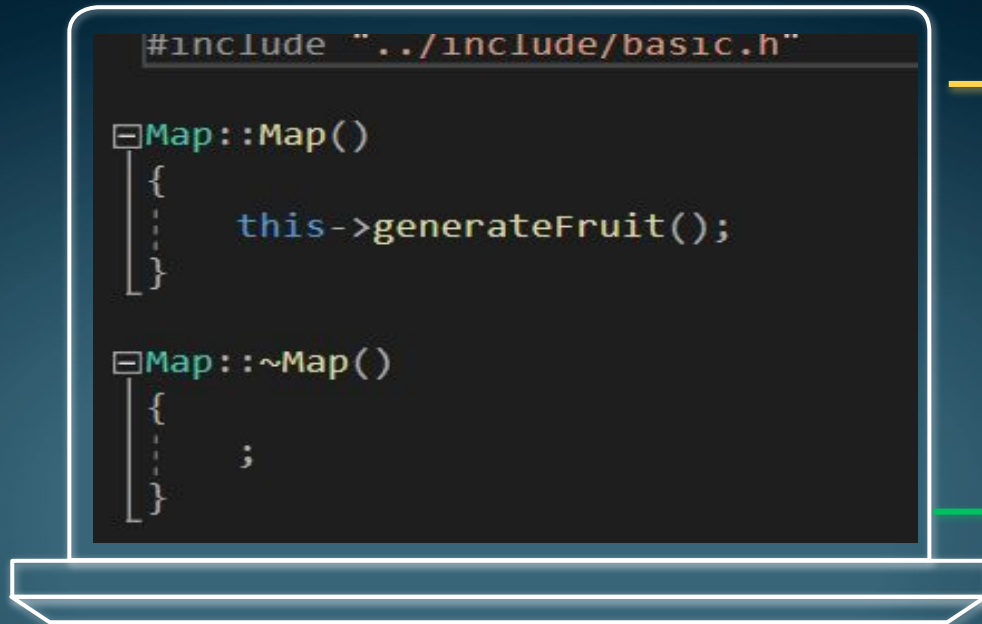 #include "../include/basic.h"
Map::Map()
{
this->generateFruit();
}
Map::~Map()
{
;
}